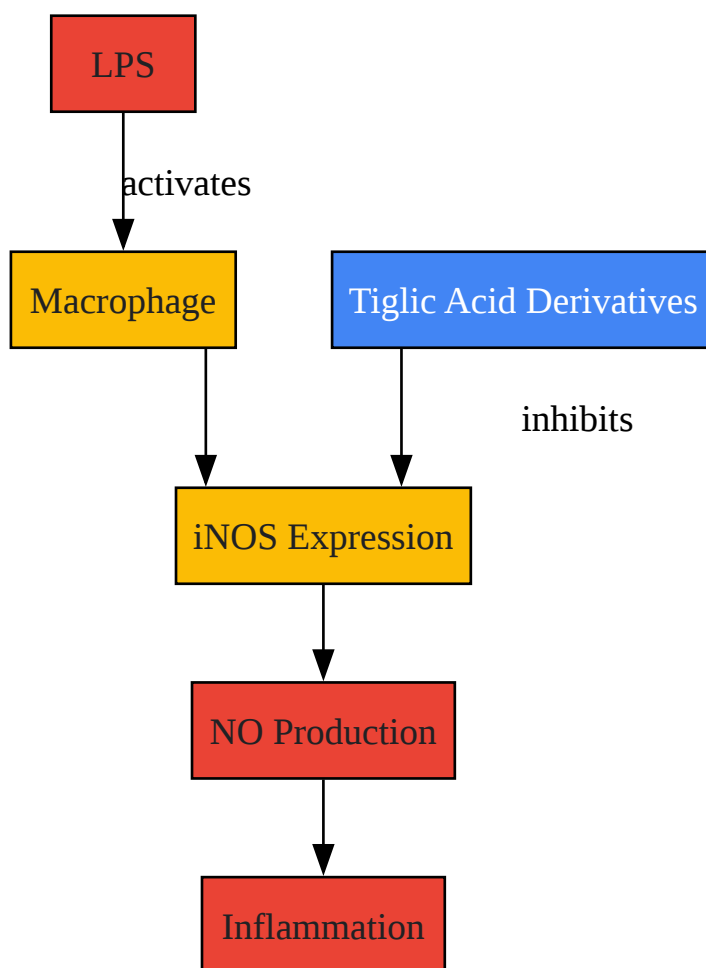 LPS
activates
Macrophage
Tiglic Acid Derivatives
inhibits
iNOS Expression
NO Production
Inflammation